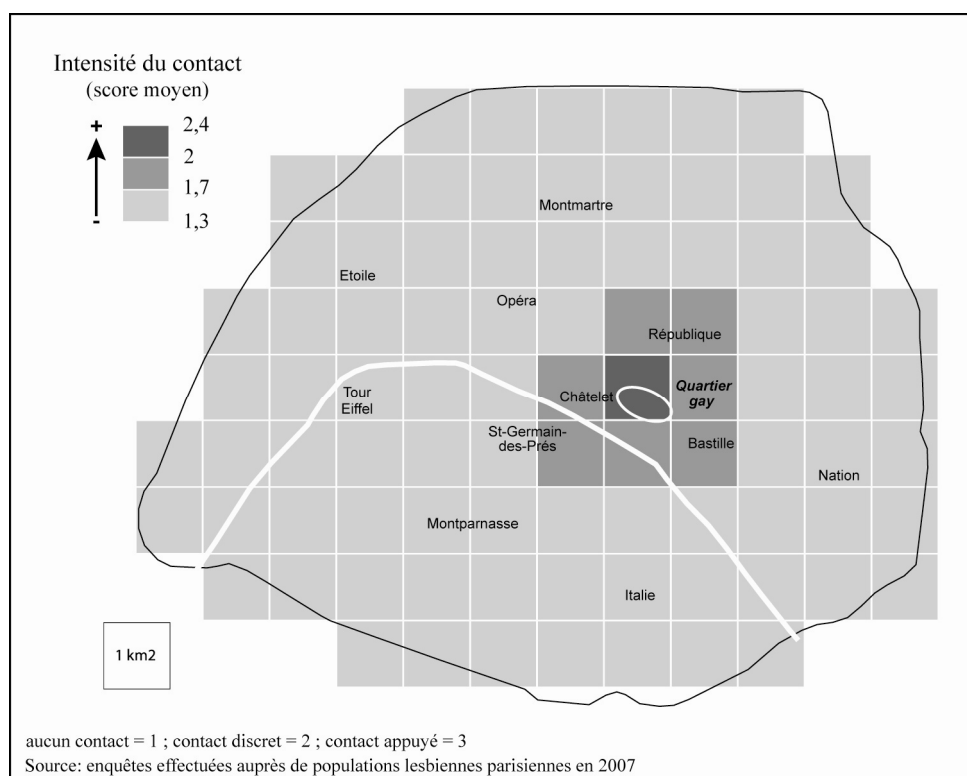 Intensité du contact
(score moyen)
+
2,4
2
1,7
1,3
-
Montmartre
Etoile
Opéra
République
Tour
Eiffel
Châtelet
Quartier
gay
St-Germain-
des-Prés
Bastille
Nation
Montparnasse
Italie
1 km2
aucun contact = 1 ; contact discret = 2 ; contact appuyé = 3
Source: enquêtes effectuées auprès de populations lesbiennes parisiennes en 2007